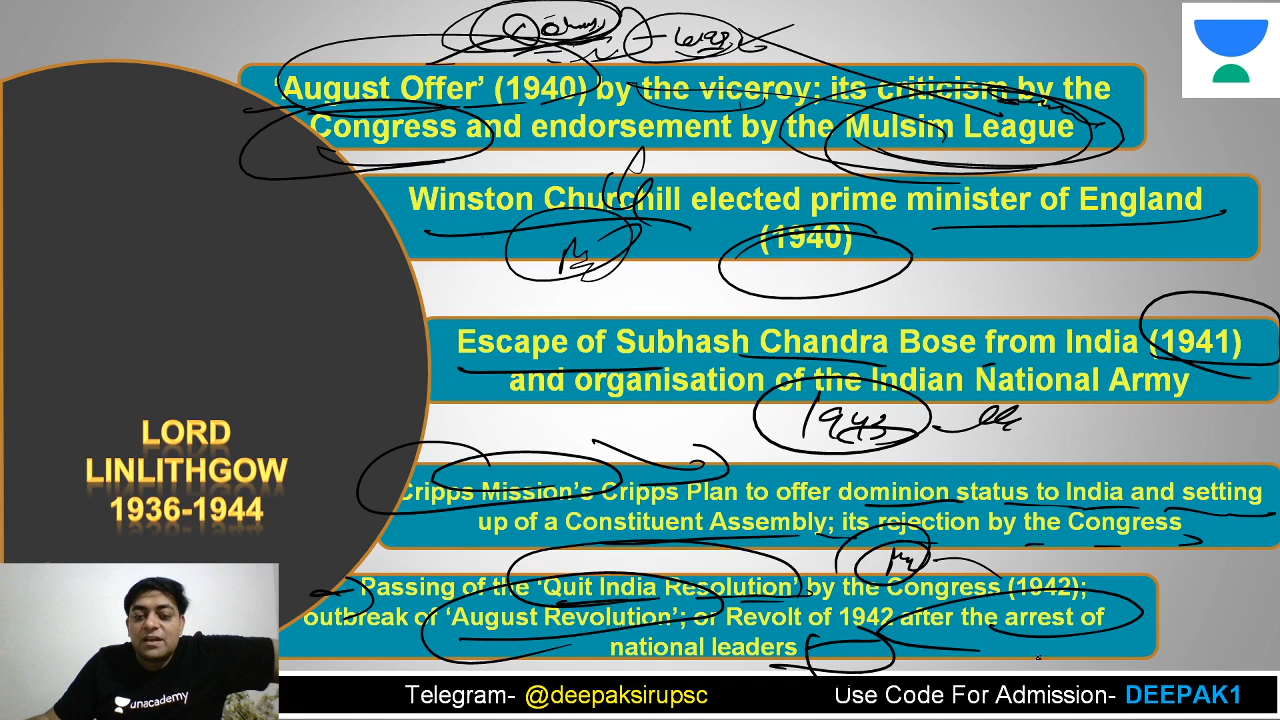 August Offer’ (1940) by the viceroy; its criticism by the
Congress and endorsement by the Mulsim League
Winston Churchill elected prime minister of England
(1940)
Escape of Subhash Chandra Bose from India (1941)
and organisation of the Indian National Army
1943
LORD
LINLITHGOW
1936-1944
Cripps Mission’s Cripps Plan to offer dominion status to India and setting
up of a Constituent Assembly; its rejection by the Congress
Passing of the ‘Quit India Resolution’ by the Congress (1942);
outbreak of ‘August Revolution’; or Revolt of 1942 after the arrest of
national leaders
unacademy
Telegram- @deepaksirupsc
Use Code For Admission- DEEPAK1